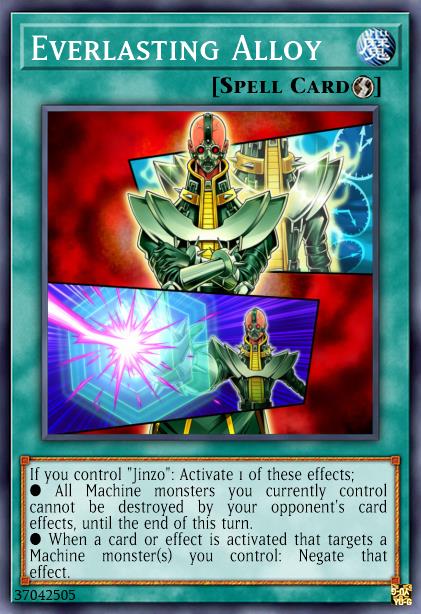 Everlasting Alloy
魔
[Spell Card]
If you control "Jinzo": Activate 1 of these effects;
● All Machine monsters you currently control
cannot be destroyed by your opponent's card
effects, until the end of this turn.
● When a card or effect is activated that targets a
Machine monster(s) you control: Negate that
effect.
37042505